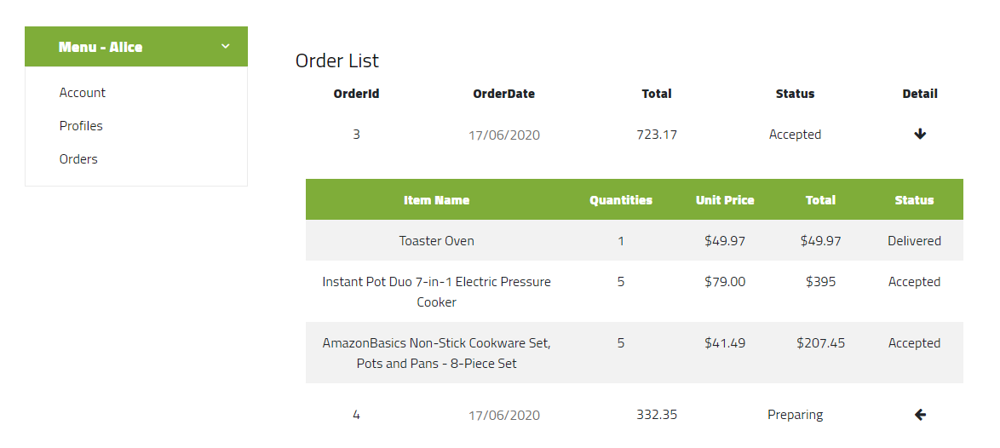 Menu - Alice
Account
Profiles
Orders
Order List
OrderId OrderDate Total Status Detail
3 17/06/2020 723.17 Accepted
Item Name Quantities Unit Price Total Status
Toaster Oven 1 $49.97 $49.97 Delivered
Instant Pot Duo 7-in-1 Electric Pressure 5 $79.00 $395 Accepted
Cooker
AmazonBasics Non-Stick Cookware Set, 5 $41.49 $207.45 Accepted
Pots and Pans - 8-Piece Set
4 17/06/2020 332.35 Preparing